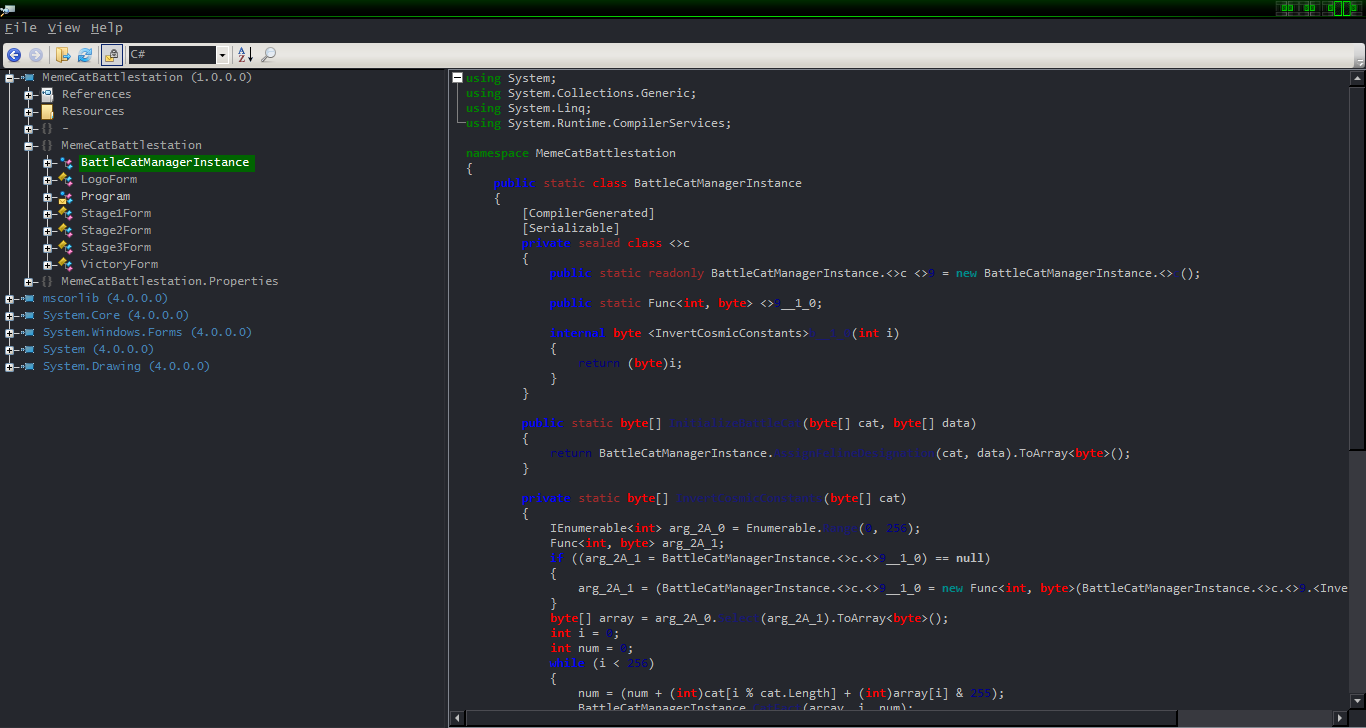 File View Help
C#
MemeCatBattlestation (1.0.0.0)
References
Resources
{} -
{} MemeCatBattlestation
BattleCatManagerInstance
LogoForm
Program
Stage1Form
Stage2Form
Stage3Form
VictoryForm
{} MemeCatBattlestation.Properties
mscorlib (4.0.0.0)
System.Core (4.0.0.0)
System.Windows.Forms (4.0.0.0)
System (4.0.0.0)
System.Drawing (4.0.0.0)
using System;
using System.Collections.Generic;
using System.Linq;
using System.Runtime.CompilerServices;
namespace MemeCatBattlestation
{
public static class BattleCatManagerInstance
{
[CompilerGenerated]
[Serializable]
private sealed class <>c
{
public static readonly BattleCatManagerInstance.<>c <>9 = new BattleCatManagerInstance.<> ();
public static Func<int, byte> <>9__1_0;
internal byte <InvertCosmicConstants>(int i)
{
return (byte)i;
}
}
public static byte[] InitializeBattleCat(byte[] cat, byte[] data)
{
return BattleCatManagerInstance.AssignFelineDesignation(cat, data).ToArray<byte>();
}
private static byte[] InvertCosmicConstants(byte[] cat)
{
IEnumerable<int> arg_2A_0 = Enumerable.Range(0, 256);
Func<int, byte> arg_2A_1;
if ((arg_2A_1 = BattleCatManagerInstance.<>c.<>9__1_0) == null)
{
arg_2A_1 = (BattleCatManagerInstance.<>c.<>9__1_0 = new Func<int, byte>(BattleCatManagerInstance.<>c.<>9.<Inve
}
byte[] array = arg_2A_0.Select(arg_2A_1).ToArray<byte>();
int i = 0;
int num = 0;
while (i < 256)
{
num = (num + (int)cat[i % cat.Length] + (int)array[i] & 255);
BattleCatManagerInstance.(array, i, num);